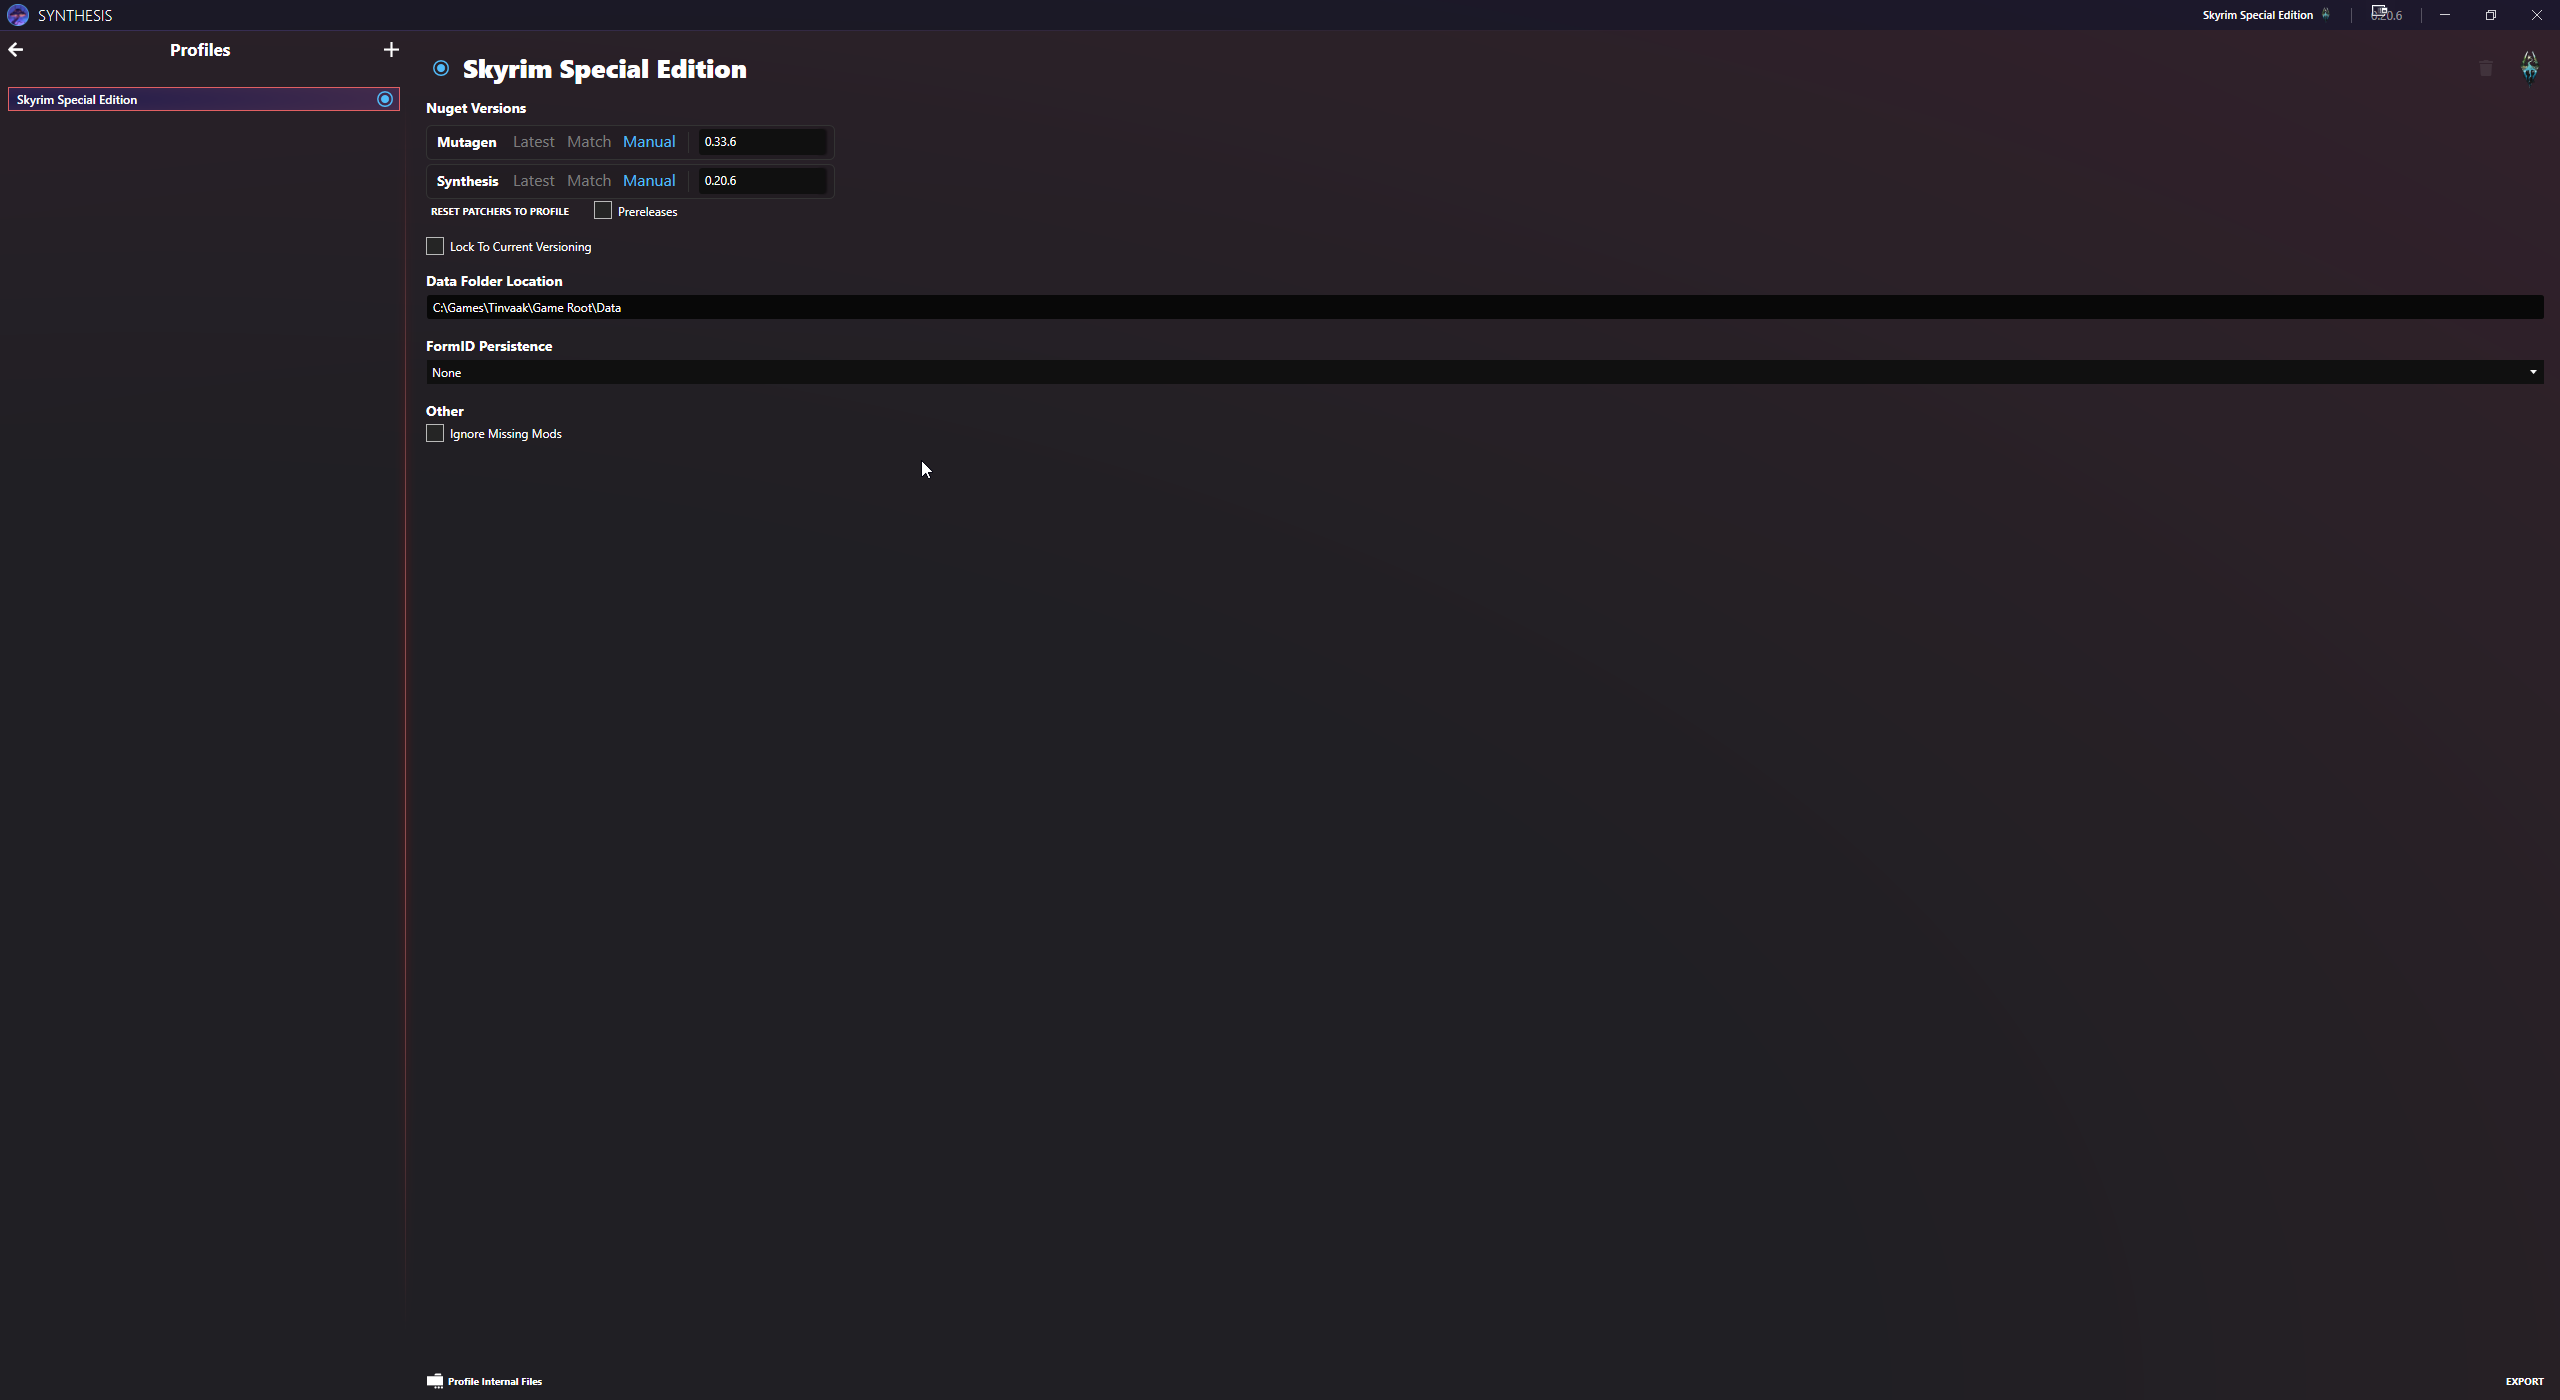 SYNTHESIS
Skyrim Special Edition
0.20.6
Profiles
Skyrim Special Edition
Skyrim Special Edition
Nuget Versions
Mutagen Latest Match Manual 0.33.6
Synthesis Latest Match Manual 0.20.6
RESET PATCHERS TO PROFILE Prereleases
Lock To Current Versioning
Data Folder Location
C:\Games\Tinvaak\Game Root\Data
FormID Persistence
None
Other
Ignore Missing Mods
Profile Internal Files
EXPORT